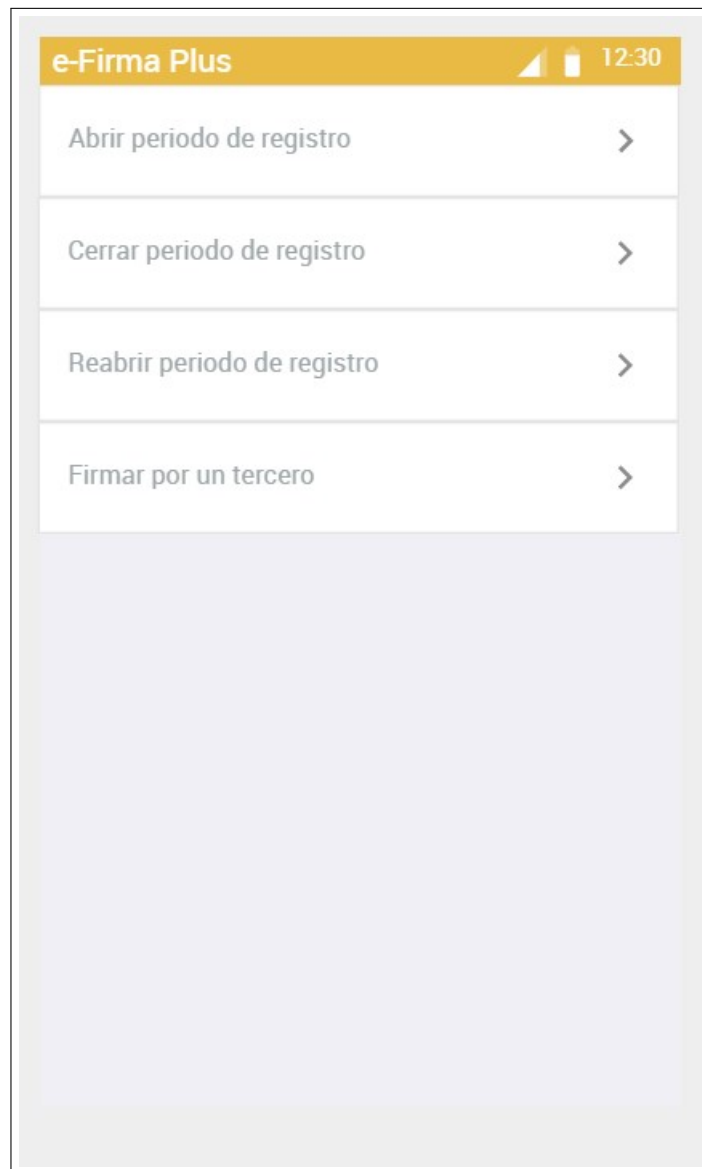 e-Firma Plus 12:30
Abrir periodo de registro
Cerrar periodo de registro
Reabrir periodo de registro
Firmar por un tercero